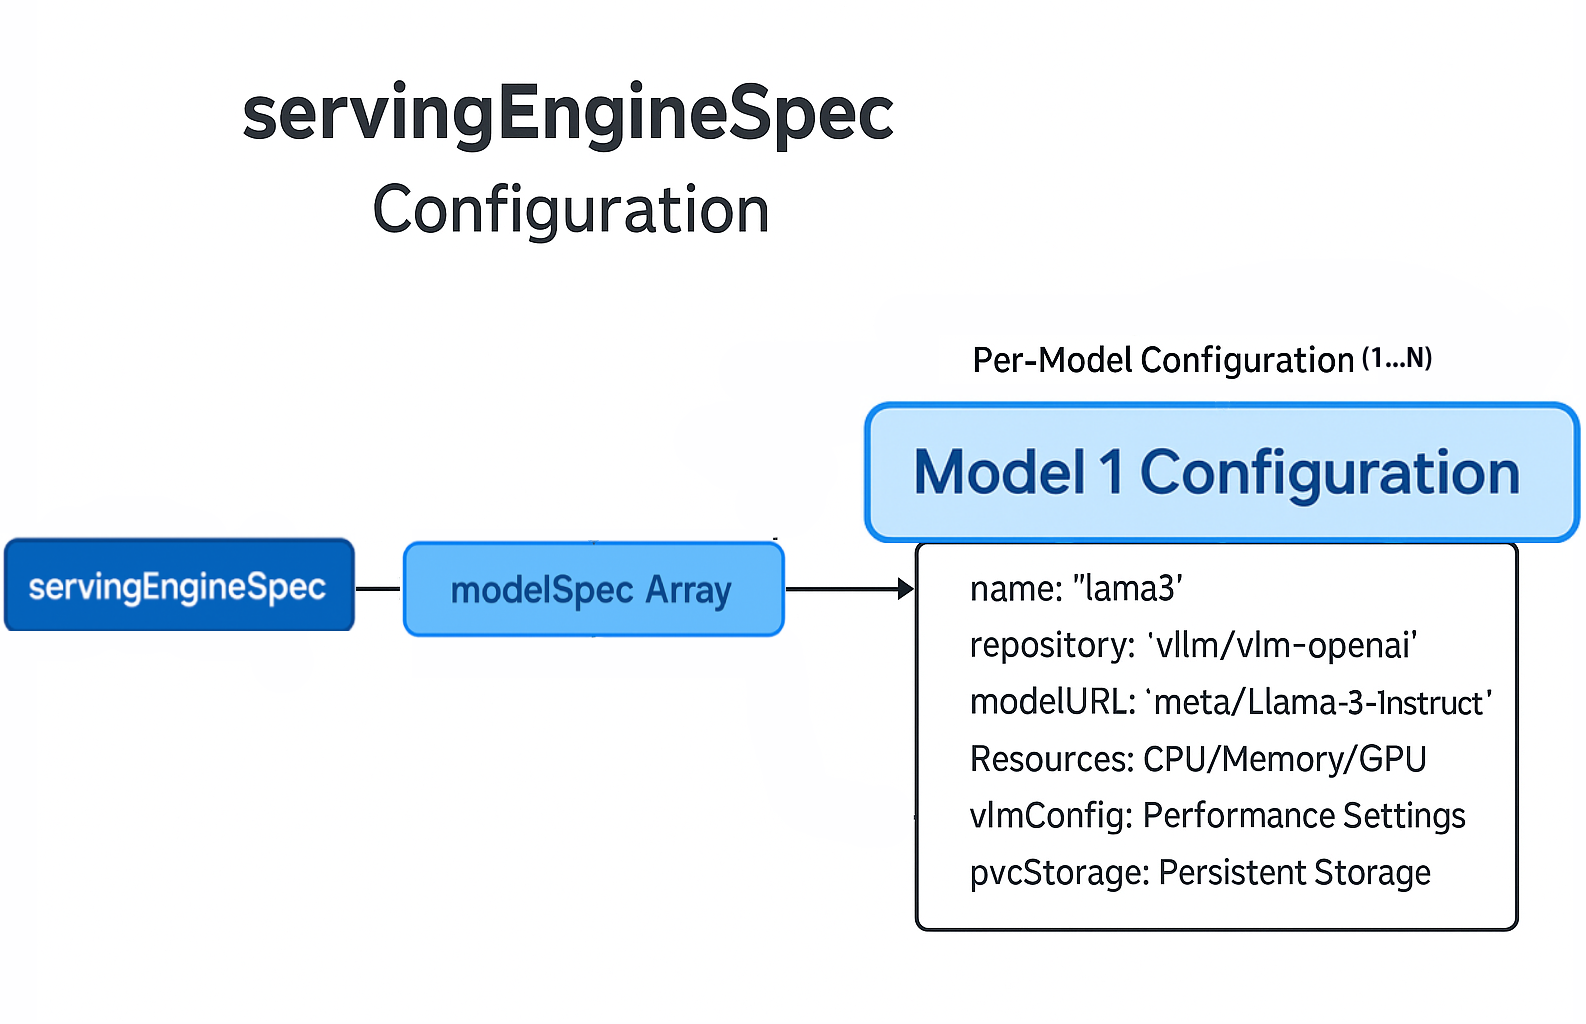 servingEngineSpec
Configuration
Per-Model Configuration (1...N)
Model 1 Configuration
servingEngineSpec
modelSpec Array
name: "lama3'
repository: 'vllm/vlm-openai'
modelURL: 'meta/Llama-3-1nstruct'
Resources: CPU/Memory/GPU
vlmConfig: Performance Settings
pvcStorage: Persistent Storage